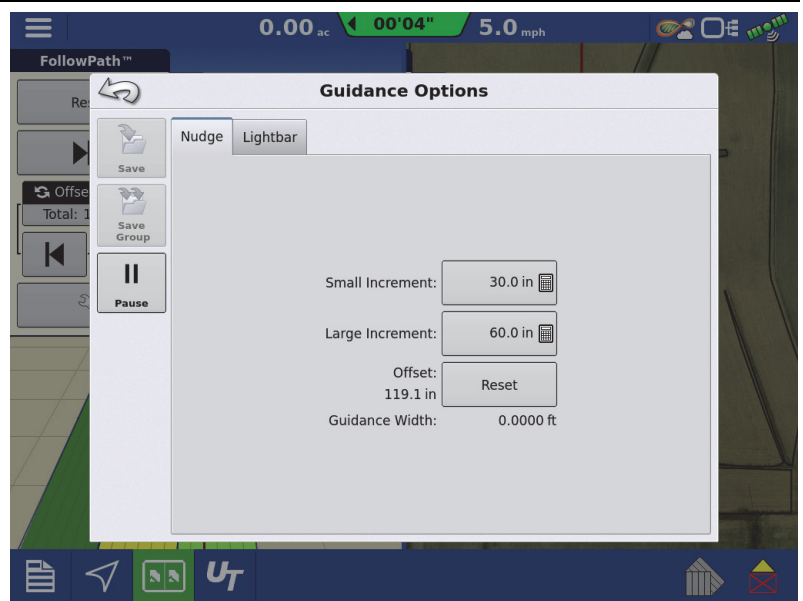 0.00 ac 00'04" 5.0 mph
FollowPath™
Guidance Options
Nudge Lightbar
Save
Offse
Total: 1
Save
Group
Pause
Small Increment: 30.0 in
Large Increment: 60.0 in
Offset:
119.1 in
Reset
Guidance Width: 0.0000 ft
UT